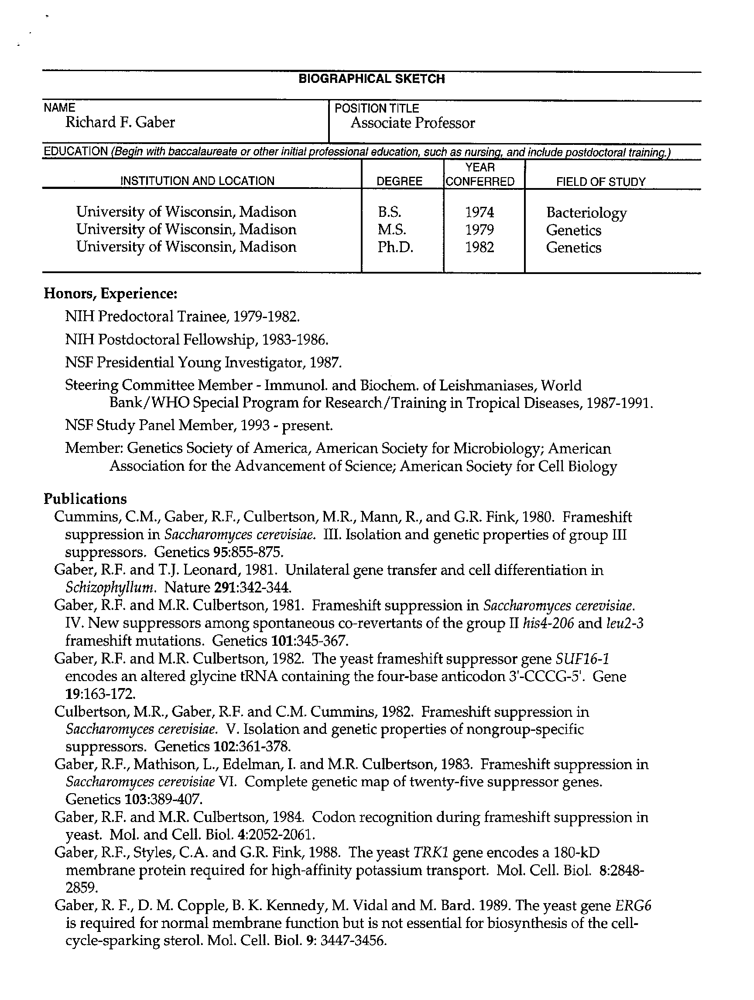 BIOGRAPHICAL SKETCH
NAME
Richard F. Gaber
POSITION TITLE
Associate Professor
EDUCATION (Begin with baccalaureate or other initial professional education, such as nursing, and include postdoctoral training.)
INSTITUTION AND LOCATION DEGREE YEAR CONFERRED FIELD OF STUDY
University of Wisconsin, Madison B.S. 1974 Bacteriology
University of Wisconsin, Madison M.S. 1979 Genetics
University of Wisconsin, Madison Ph.D. 1982 Genetics
Honors, Experience:
NIH Predoctoral Trainee, 1979-1982.
NIH Postdoctoral Fellowship, 1983-1986.
NSF Presidential Young Investigator, 1987.
Steering Committee Member - Immunol. and Biochem. of Leishmaniases, World
Bank/WHO Special Program for Research/Training in Tropical Diseases, 1987-1991.
NSF Study Panel Member, 1993 - present.
Member: Genetics Society of America, American Society for Microbiology; American
Association for the Advancement of Science; American Society for Cell Biology
Publications
Cummins, C.M., Gaber, R.F., Culbertson, M.R., Mann, R., and G.R. Fink, 1980. Frameshift
suppression in Saccharomyces cerevisiae. III. Isolation and genetic properties of group III
suppressors. Genetics 95:855-875.
Gaber, R.F. and T.J. Leonard, 1981. Unilateral gene transfer and cell differentiation in
Schizophyllum. Nature 291:342-344.
Gaber, R.F. and M.R. Culbertson, 1981. Frameshift suppression in Saccharomyces cerevisiae.
IV. New suppressors among spontaneous co-revertants of the group II his4-206 and leu2-3
frameshift mutations. Genetics 101:345-367.
Gaber, R.F. and M.R. Culbertson, 1982. The yeast frameshift suppressor gene SUF16-1
encodes an altered glycine tRNA containing the four-base anticodon 3'-CCCG-5'. Gene
19:163-172.
Culbertson, M.R., Gaber, R.F. and C.M. Cummins, 1982. Frameshift suppression in
Saccharomyces cerevisiae. V. Isolation and genetic properties of nongroup-specific
suppressors. Genetics 102:361-378.
Gaber, R.F., Mathison, L., Edelman, I. and M.R. Culbertson, 1983. Frameshift suppression in
Saccharomyces cerevisiae VI. Complete genetic map of twenty-five suppressor genes.
Genetics 103:389-407.
Gaber, R.F. and M.R. Culbertson, 1984. Codon recognition during frameshift suppression in
yeast. Mol. and Cell. Biol. 4:2052-2061.
Gaber, R.F., Styles, C.A. and G.R. Fink, 1988. The yeast TRK1 gene encodes a 180-kD
membrane protein required for high-affinity potassium transport. Mol. Cell. Biol. 8:2848-
2859.
Gaber, R. F., D. M. Copple, B. K. Kennedy, M. Vidal and M. Bard. 1989. The yeast gene ERG6
is required for normal membrane function but is not essential for biosynthesis of the cell-
cycle-sparking sterol. Mol. Cell. Biol. 9: 3447-3456.